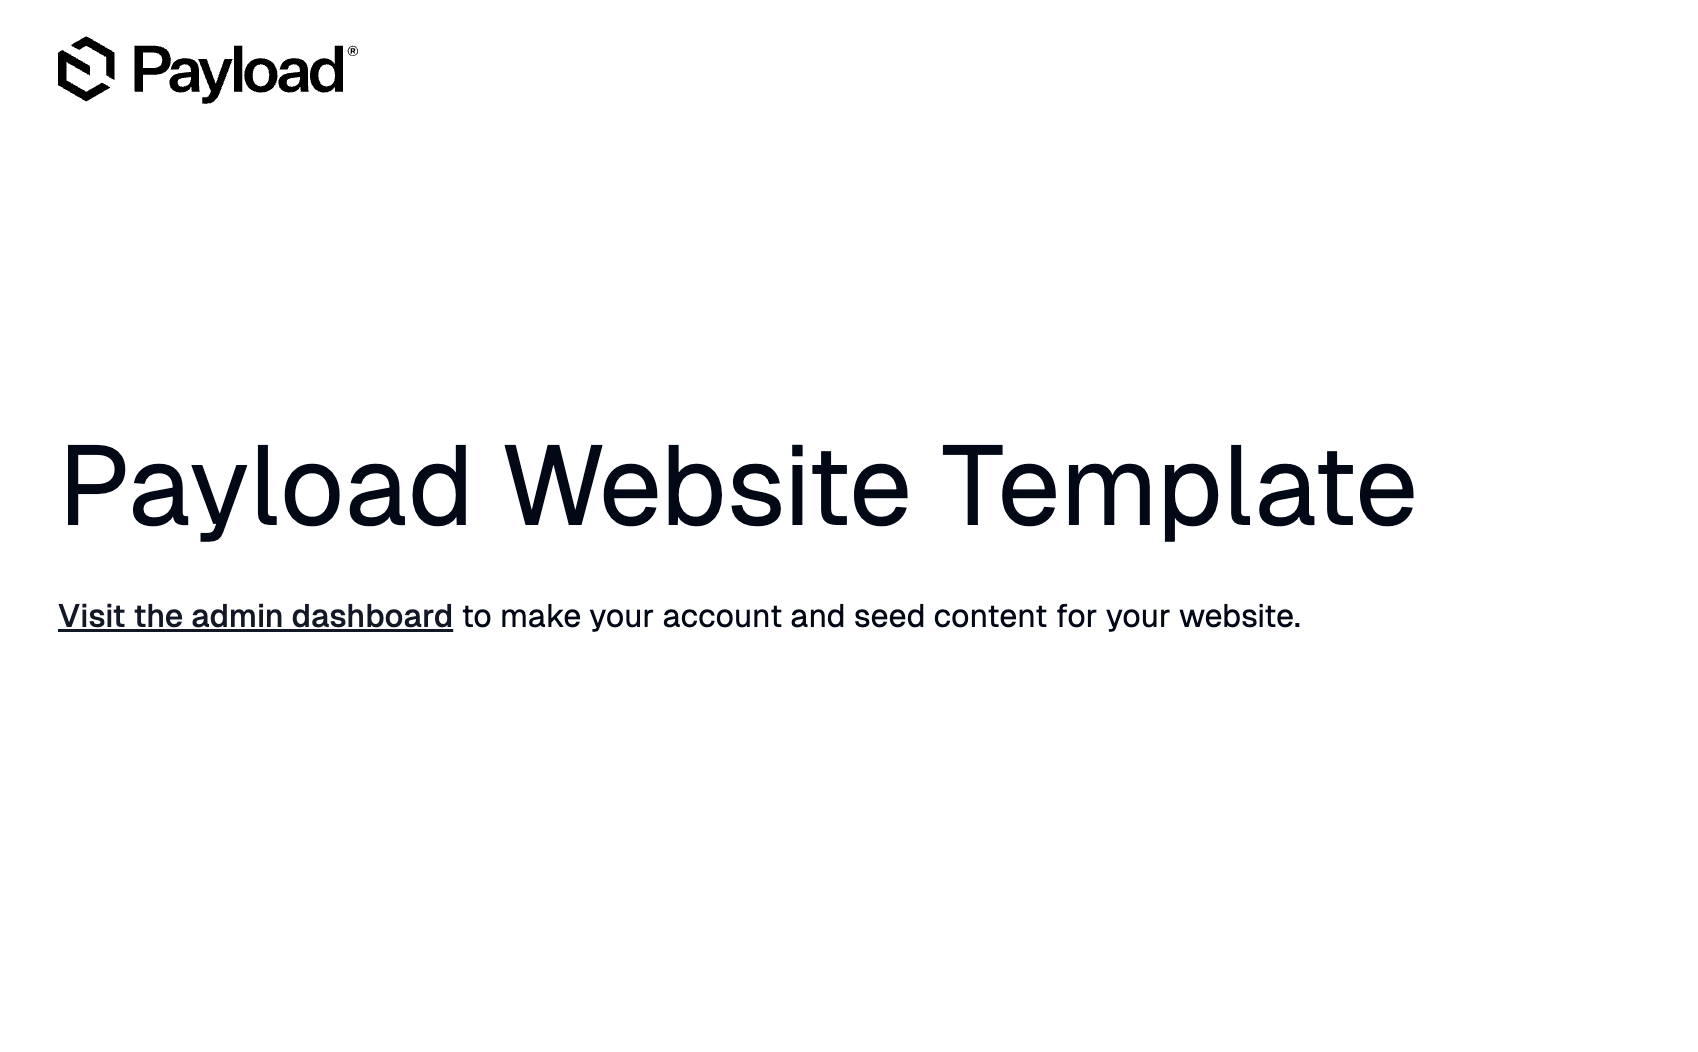 Payload®
Payload Website Template
Visit the admin dashboard to make your account and seed content for your website.